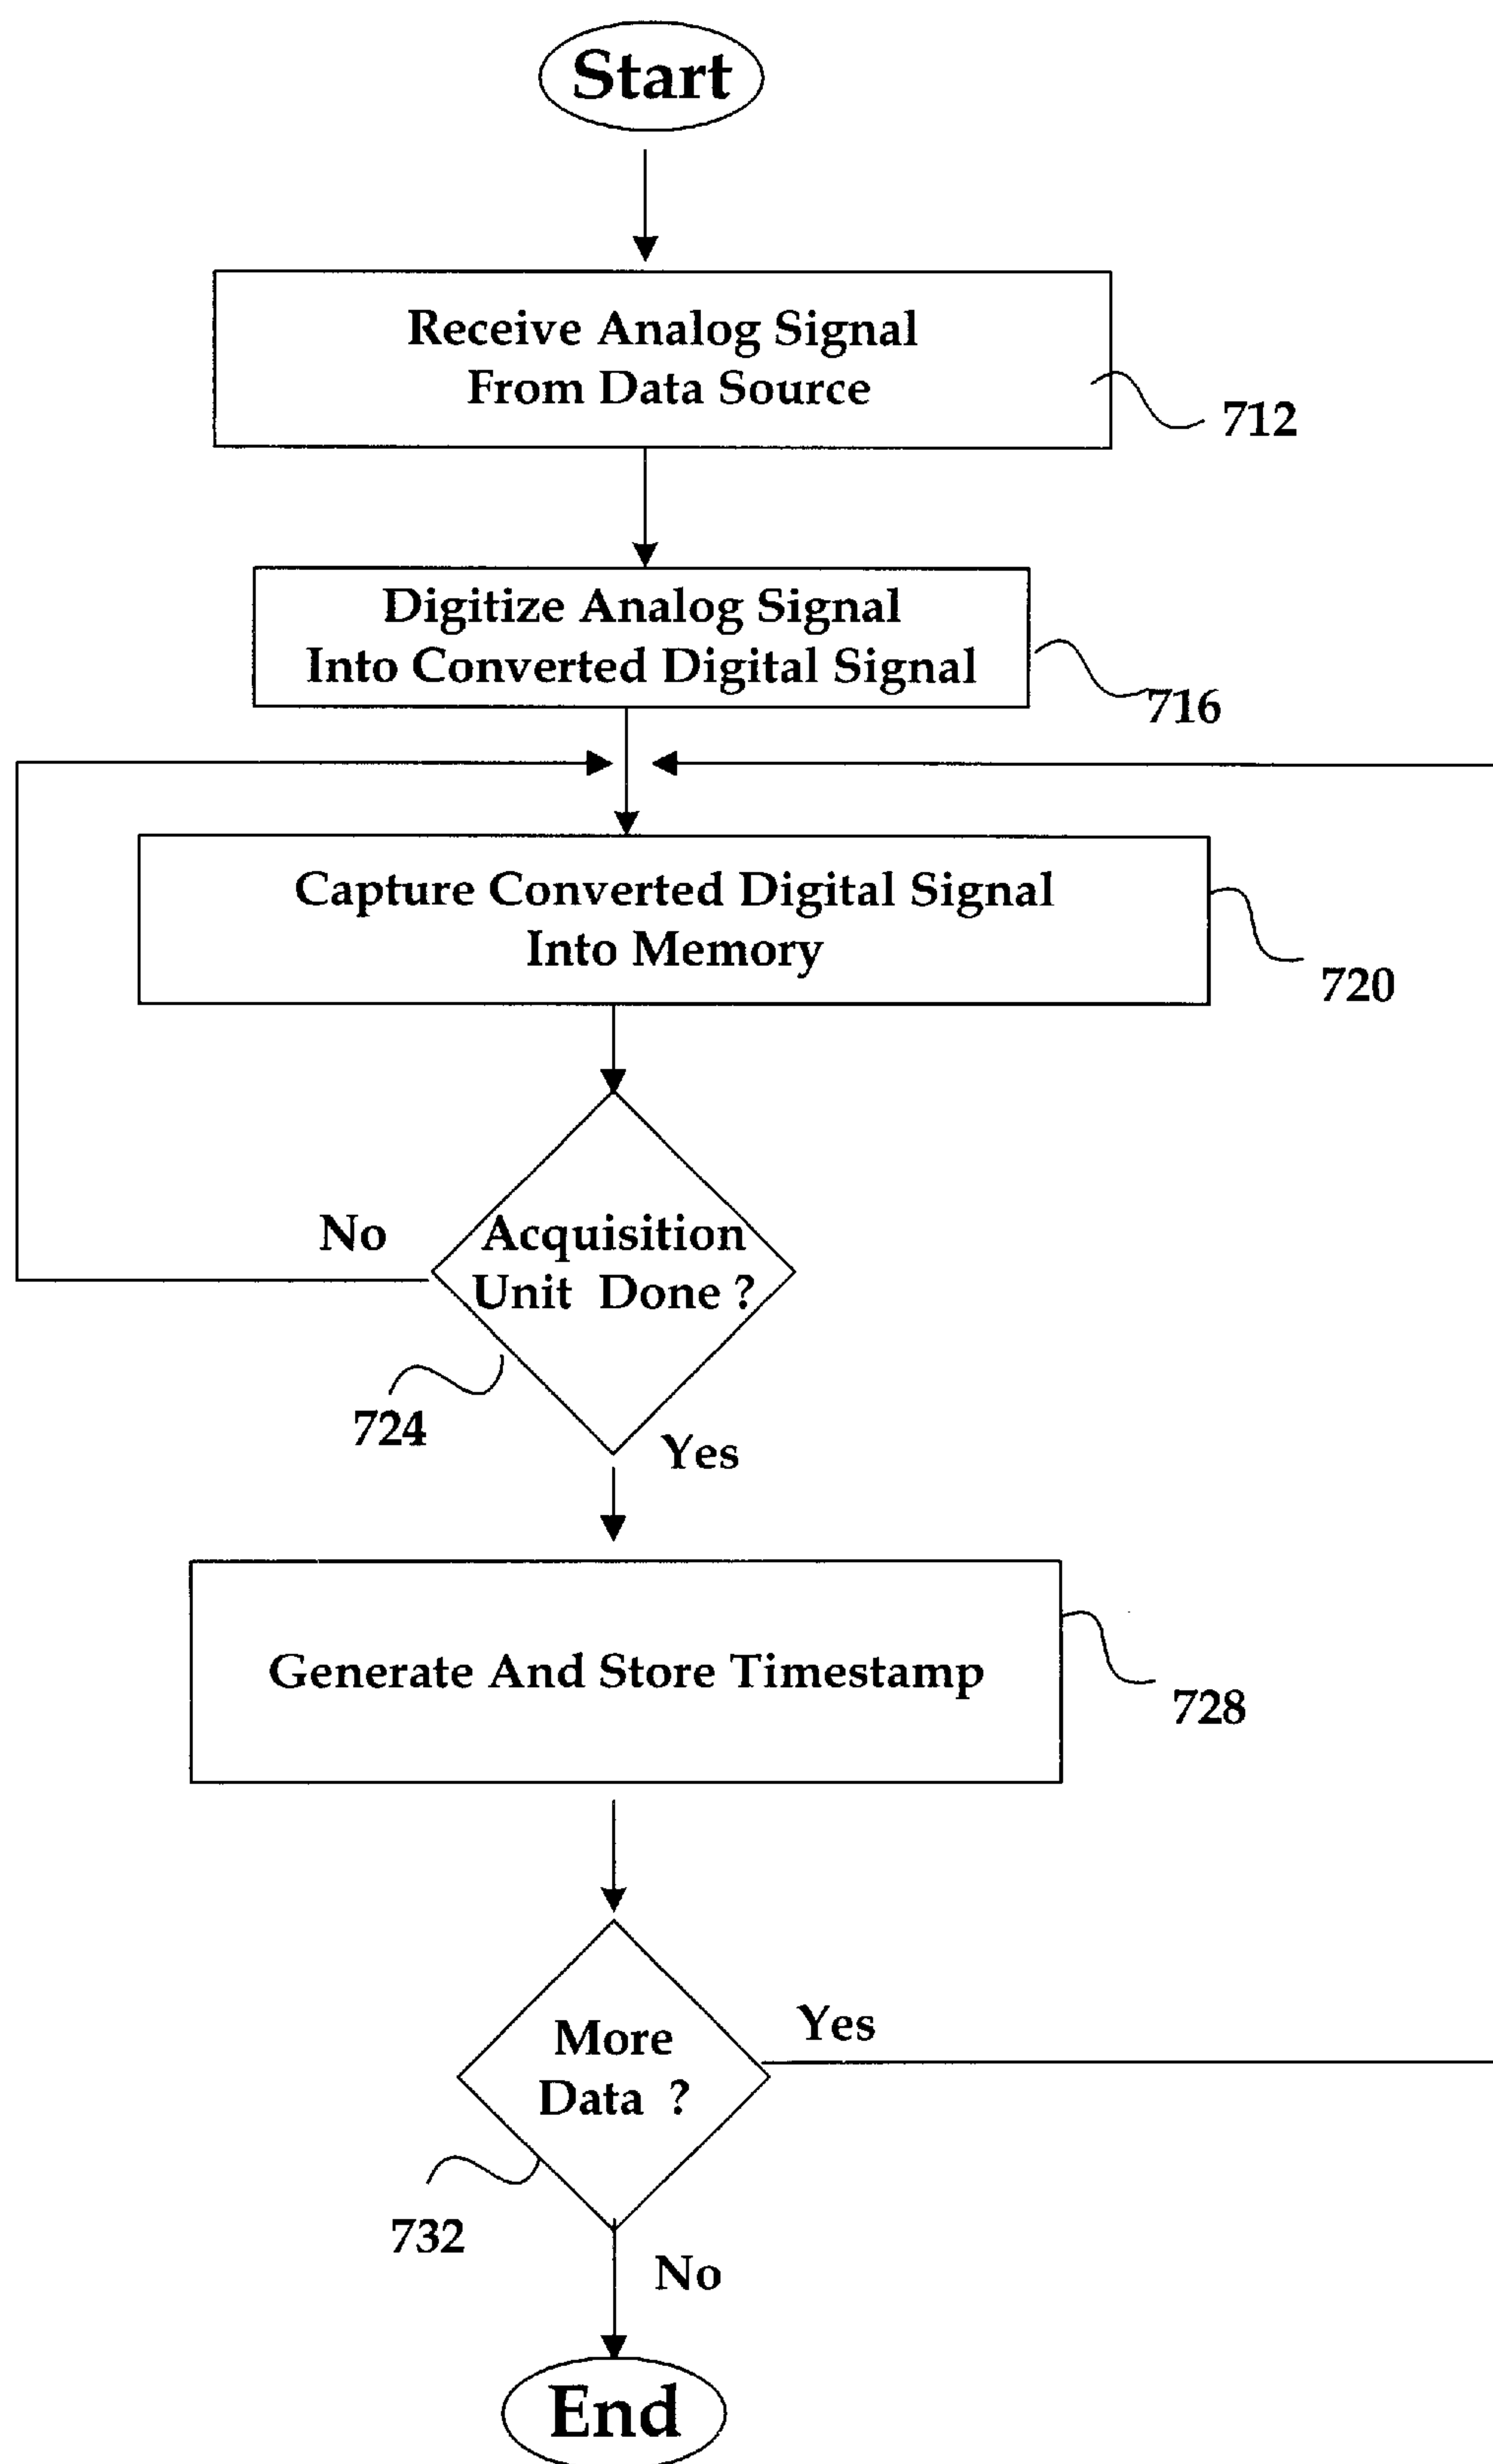 Start
Receive Analog Signal
From Data Source
712
Digitize Analog Signal
Into Converted Digital Signal
716
Capture Converted Digital Signal
Into Memory
720
No
Acquisition
Unit Done ?
724
Yes
Generate And Store Timestamp
728
More
Data ?
Yes
732
No
End